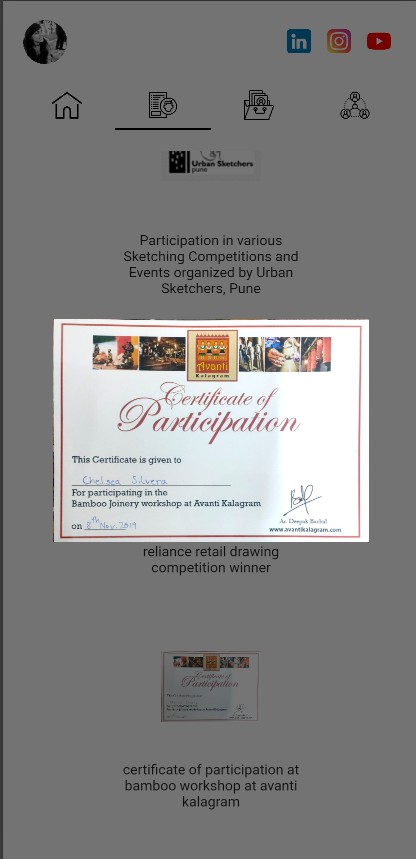 in
Urban Sketchers
pune
Participation in various
Sketching Competitions and
Events organized by Urban
Sketchers, Pune
Avanti
Kalagram
Certificate of
Participation
This Certificate is given to
Chelsea Silvera
For participating in the
Bamboo Joinery workshop at Avanti Kalagram
on 8th Nov. 2019
Ar. Deepak Bachal
www.avantikalagram.com
reliance retail drawing
competition winner
Certificate of
Participation
certificate of participation at
bamboo workshop at avanti
kalagram